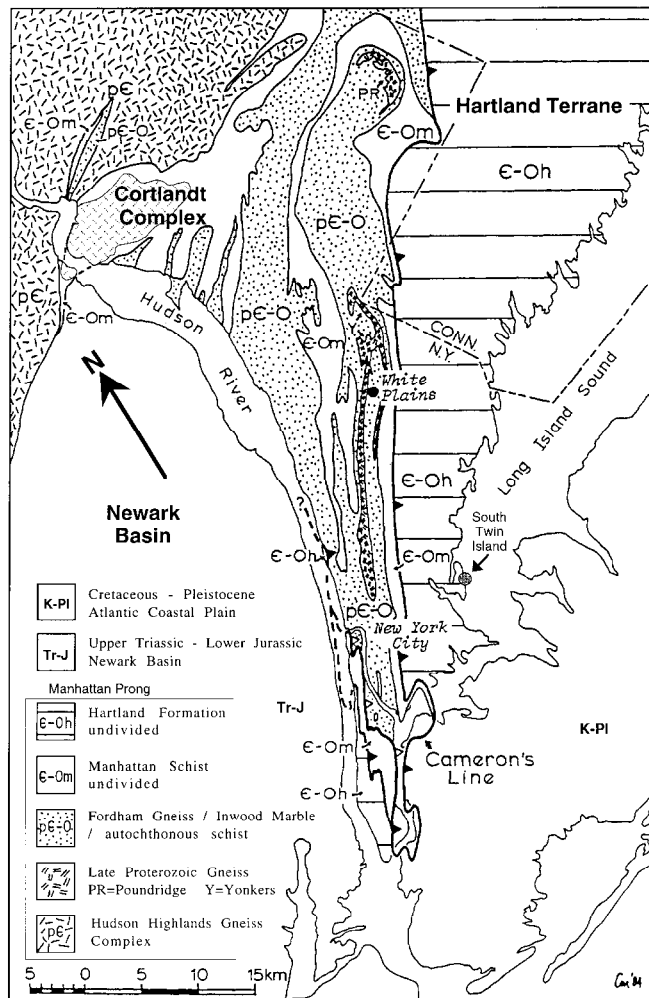 pЄ
Є-Om
pЄ-O
PR
Hartland Terrane
Є-Om
Є-Oh
Cortlandt
Complex
pЄ-O
pЄ
Hudson
River
pЄ-O
Є-Om
Є-Om
Y
CONN.
N.Y.
N
White
Plains
Long Island Sound
Newark
Basin
Є-Oh
?
South
Twin
Island
Є-Oh
Є-Om
pЄ-O
New York
City
K-Pl
Cretaceous - Pleistocene
Atlantic Coastal Plain
Tr-J
Upper Triassic - Lower Jurassic
Newark Basin
Manhattan Prong
Є-Oh
Hartland Formation
undivided
Є-Om
Manhattan Schist
undivided
pЄ-O
Fordham Gneiss / Inwood Marble
/ autochthonous schist
Late Proterozoic Gneiss
PR=Poundridge Y=Yonkers
pЄ
Hudson Highlands Gneiss
Complex
Tr-J
K-Pl
Є-Om
Cameron's
Line
Є-Oh
5 0 5 10 15km